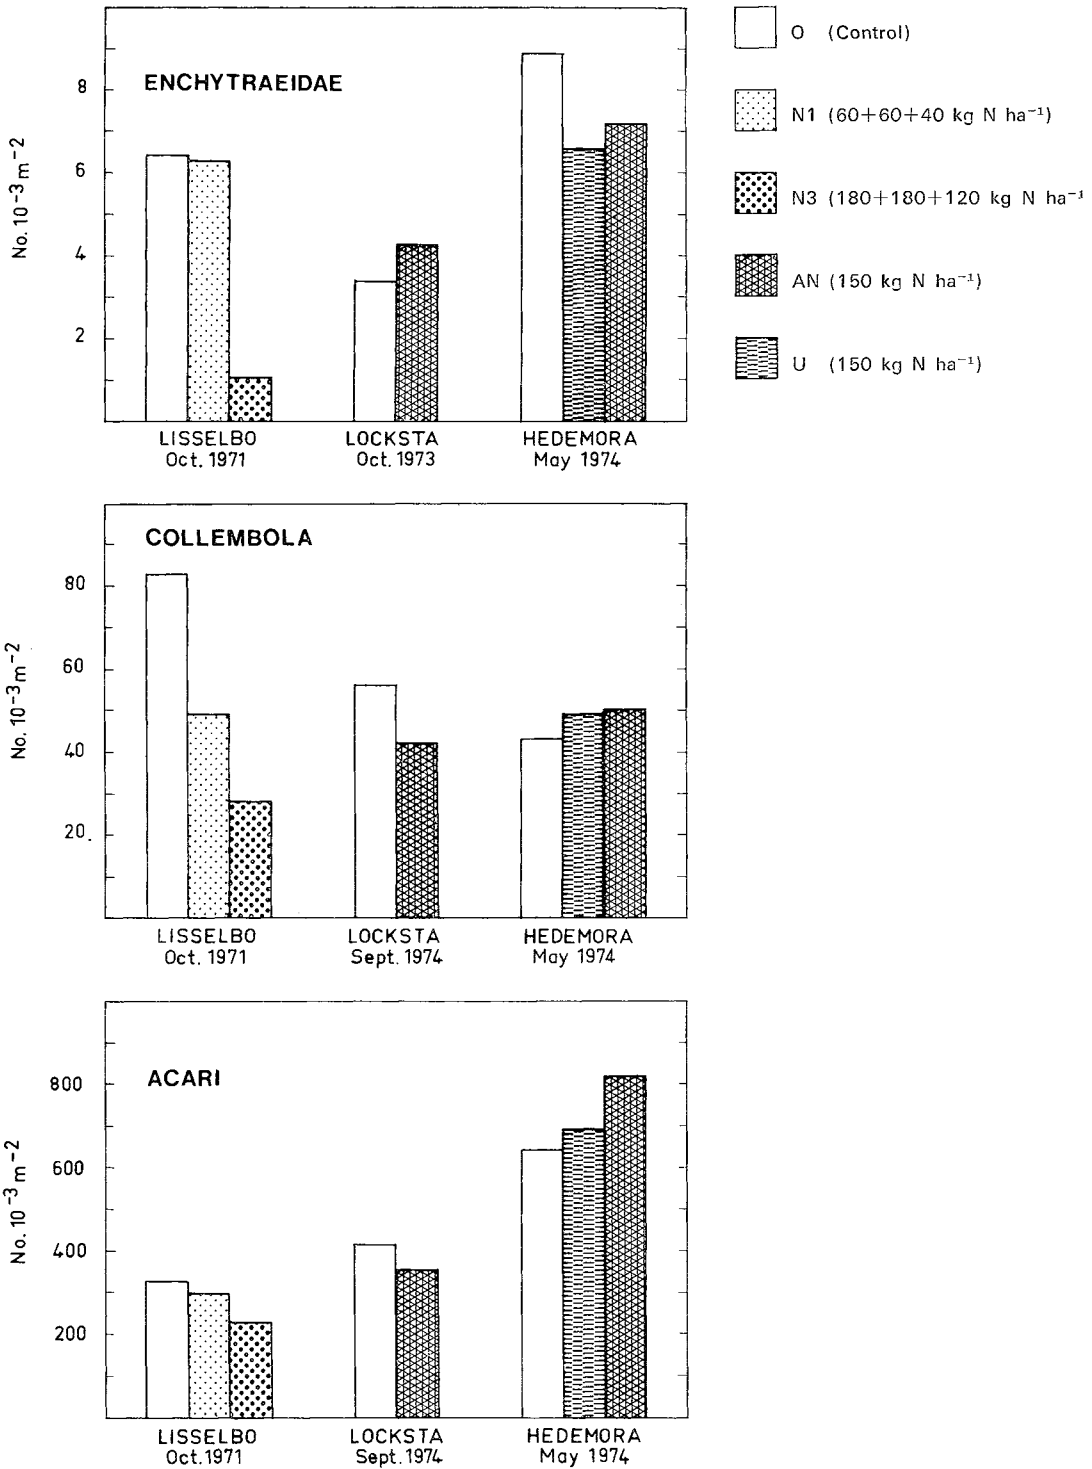 ENCHYTRAEIDAE
No. 10⁻³ m⁻²
8
6
4
2
LISSELBO
Oct. 1971
LOCKSTA
Oct. 1973
HEDEMORA
May 1974
O (Control)
N1 (60+60+40 kg N ha⁻¹)
N3 (180+180+120 kg N ha⁻¹
AN (150 kg N ha⁻¹)
U (150 kg N ha⁻¹)
COLLEMBOLA
No. 10⁻³ m⁻²
80
60
40
20
LISSELBO
Oct. 1971
LOCKSTA
Sept. 1974
HEDEMORA
May 1974
ACARI
No. 10⁻³ m⁻²
800
600
400
200
LISSELBO
Oct. 1971
LOCKSTA
Sept. 1974
HEDEMORA
May 1974